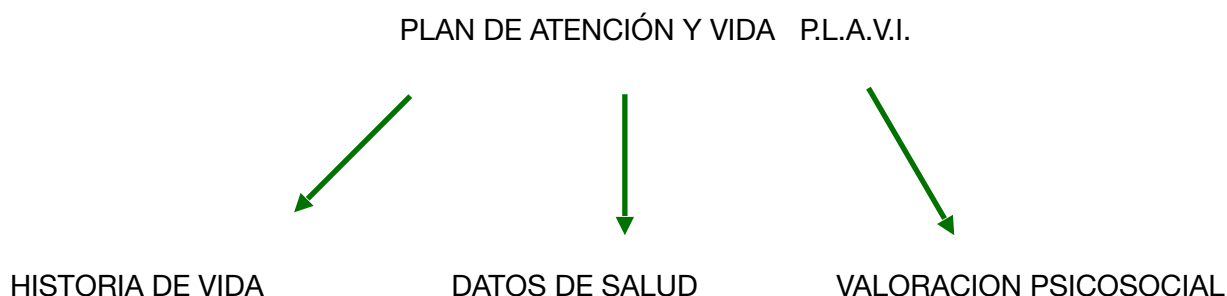 PLAN DE ATENCIÓN Y VIDA P.L.A.V.I.
HISTORIA DE VIDA
DATOS DE SALUD
VALORACION PSICOSOCIAL